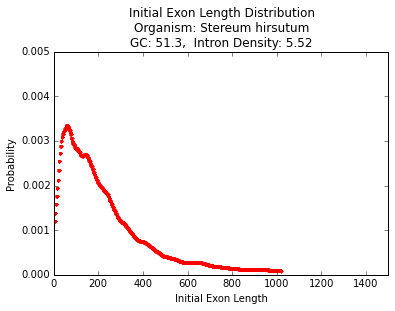 Initial Exon Length Distribution
Organism: Stereum hirsutum
GC: 51.3,  Intron Density: 5.52
0.005
0.004
0.003
0.002
0.001
0.000
Probability
0 200 400 600 800 1000 1200 1400
Initial Exon Length